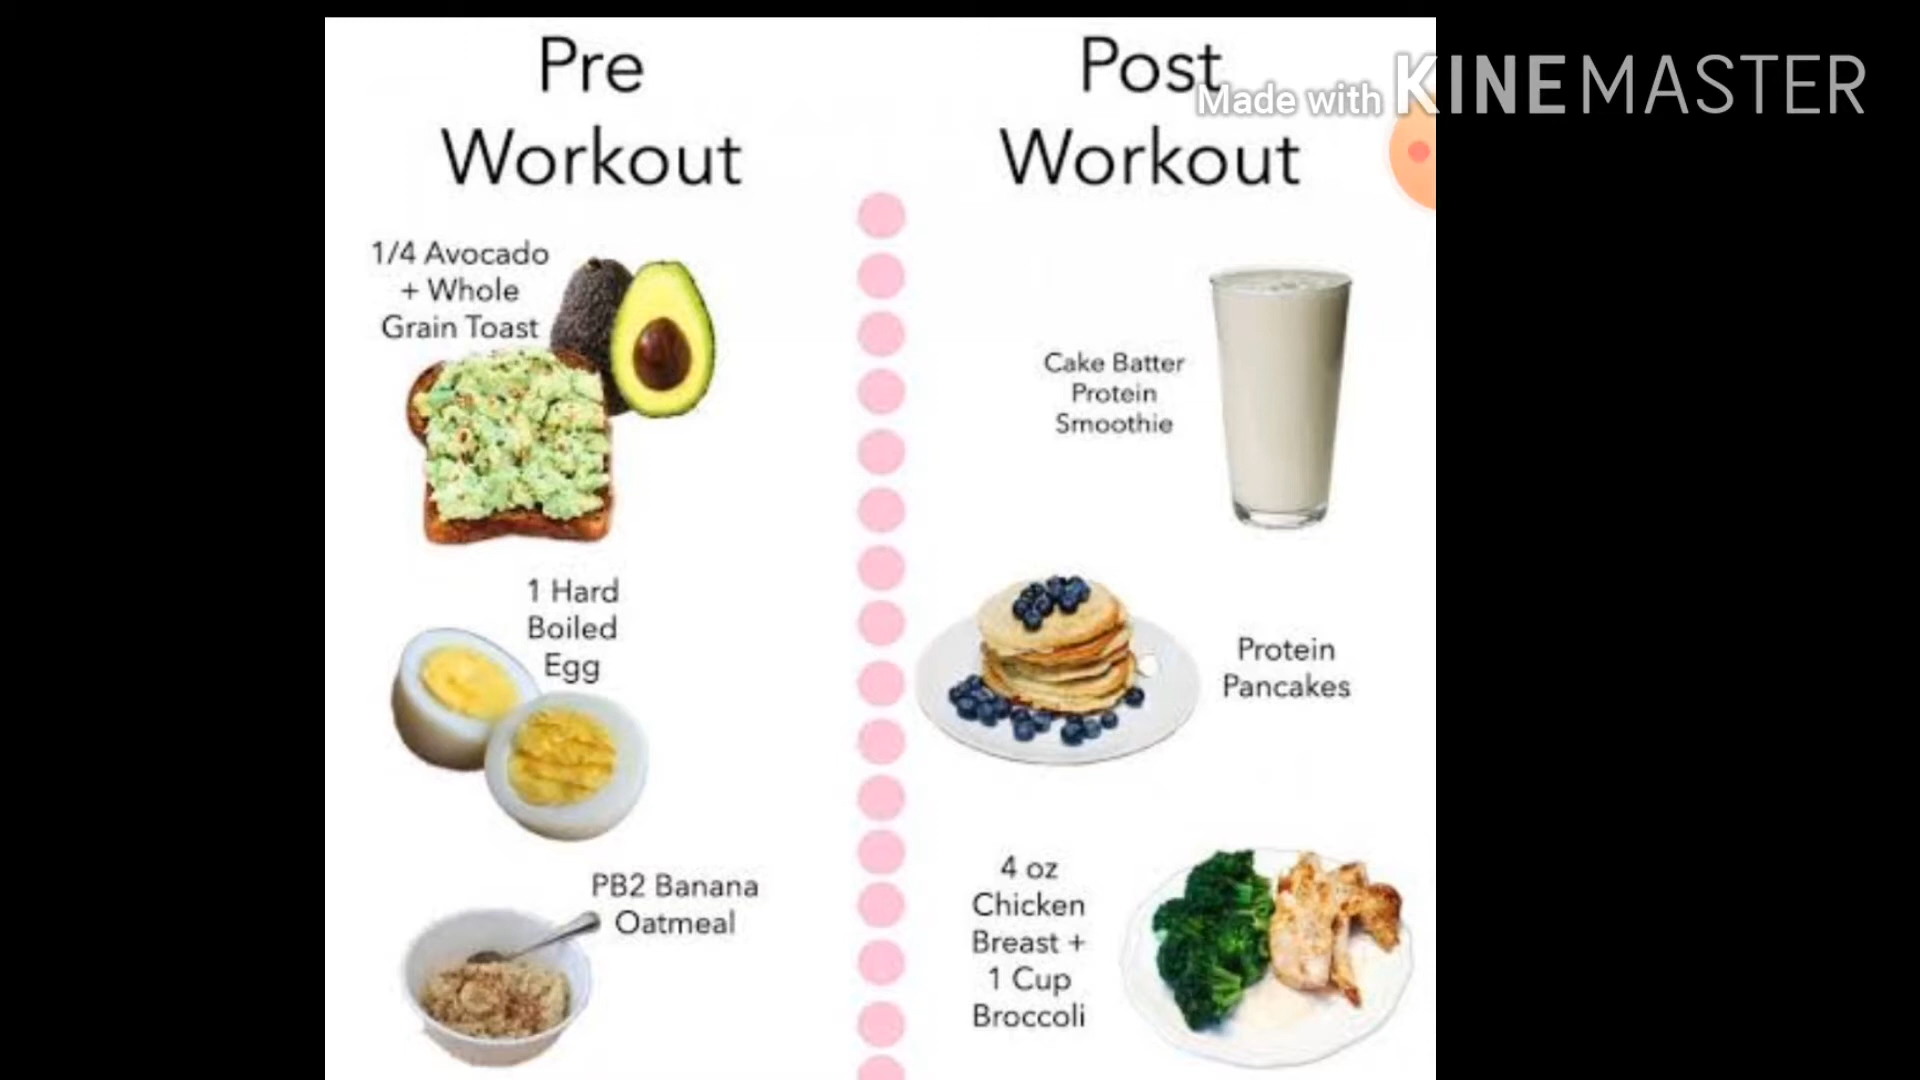 Pre
Workout
1/4 Avocado
+ Whole
Grain Toast
1 Hard
Boiled
Egg
PB2 Banana
Oatmeal
Post
Workout
Made with KINEMASTER
Cake Batter
Protein
Smoothie
Protein
Pancakes
4 oz
Chicken
Breast +
1 Cup
Broccoli